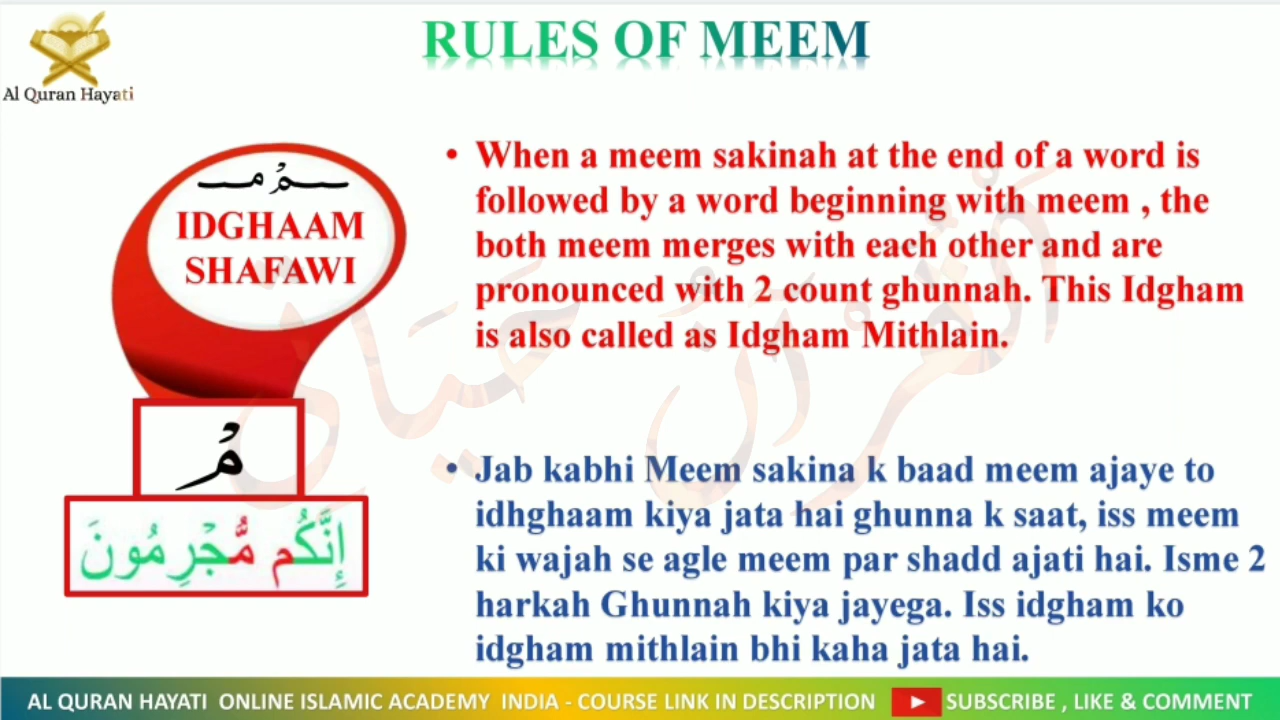 RULES OF MEEM
Al Quran Hayati
ـمْـ مـ
IDGHAAM
SHAFAWI
مْ
إِنَّكُم مُّجْرِمُونَ
• When a meem sakinah at the end of a word is
followed by a word beginning with meem , the
both meem merges with each other and are
pronounced with 2 count ghunnah. This Idgham
is also called as Idgham Mithlain.
• Jab kabhi Meem sakina k baad meem ajaye to
idhghaam kiya jata hai ghunna k saat, iss meem
ki wajah se agle meem par shadd ajati hai. Isme 2
harkah Ghunnah kiya jayega. Iss idgham ko
idgham mithlain bhi kaha jata hai.
القرآن حياتي
AL QURAN HAYATI ONLINE ISLAMIC ACADEMY INDIA - COURSE LINK IN DESCRIPTION SUBSCRIBE , LIKE & COMMENT